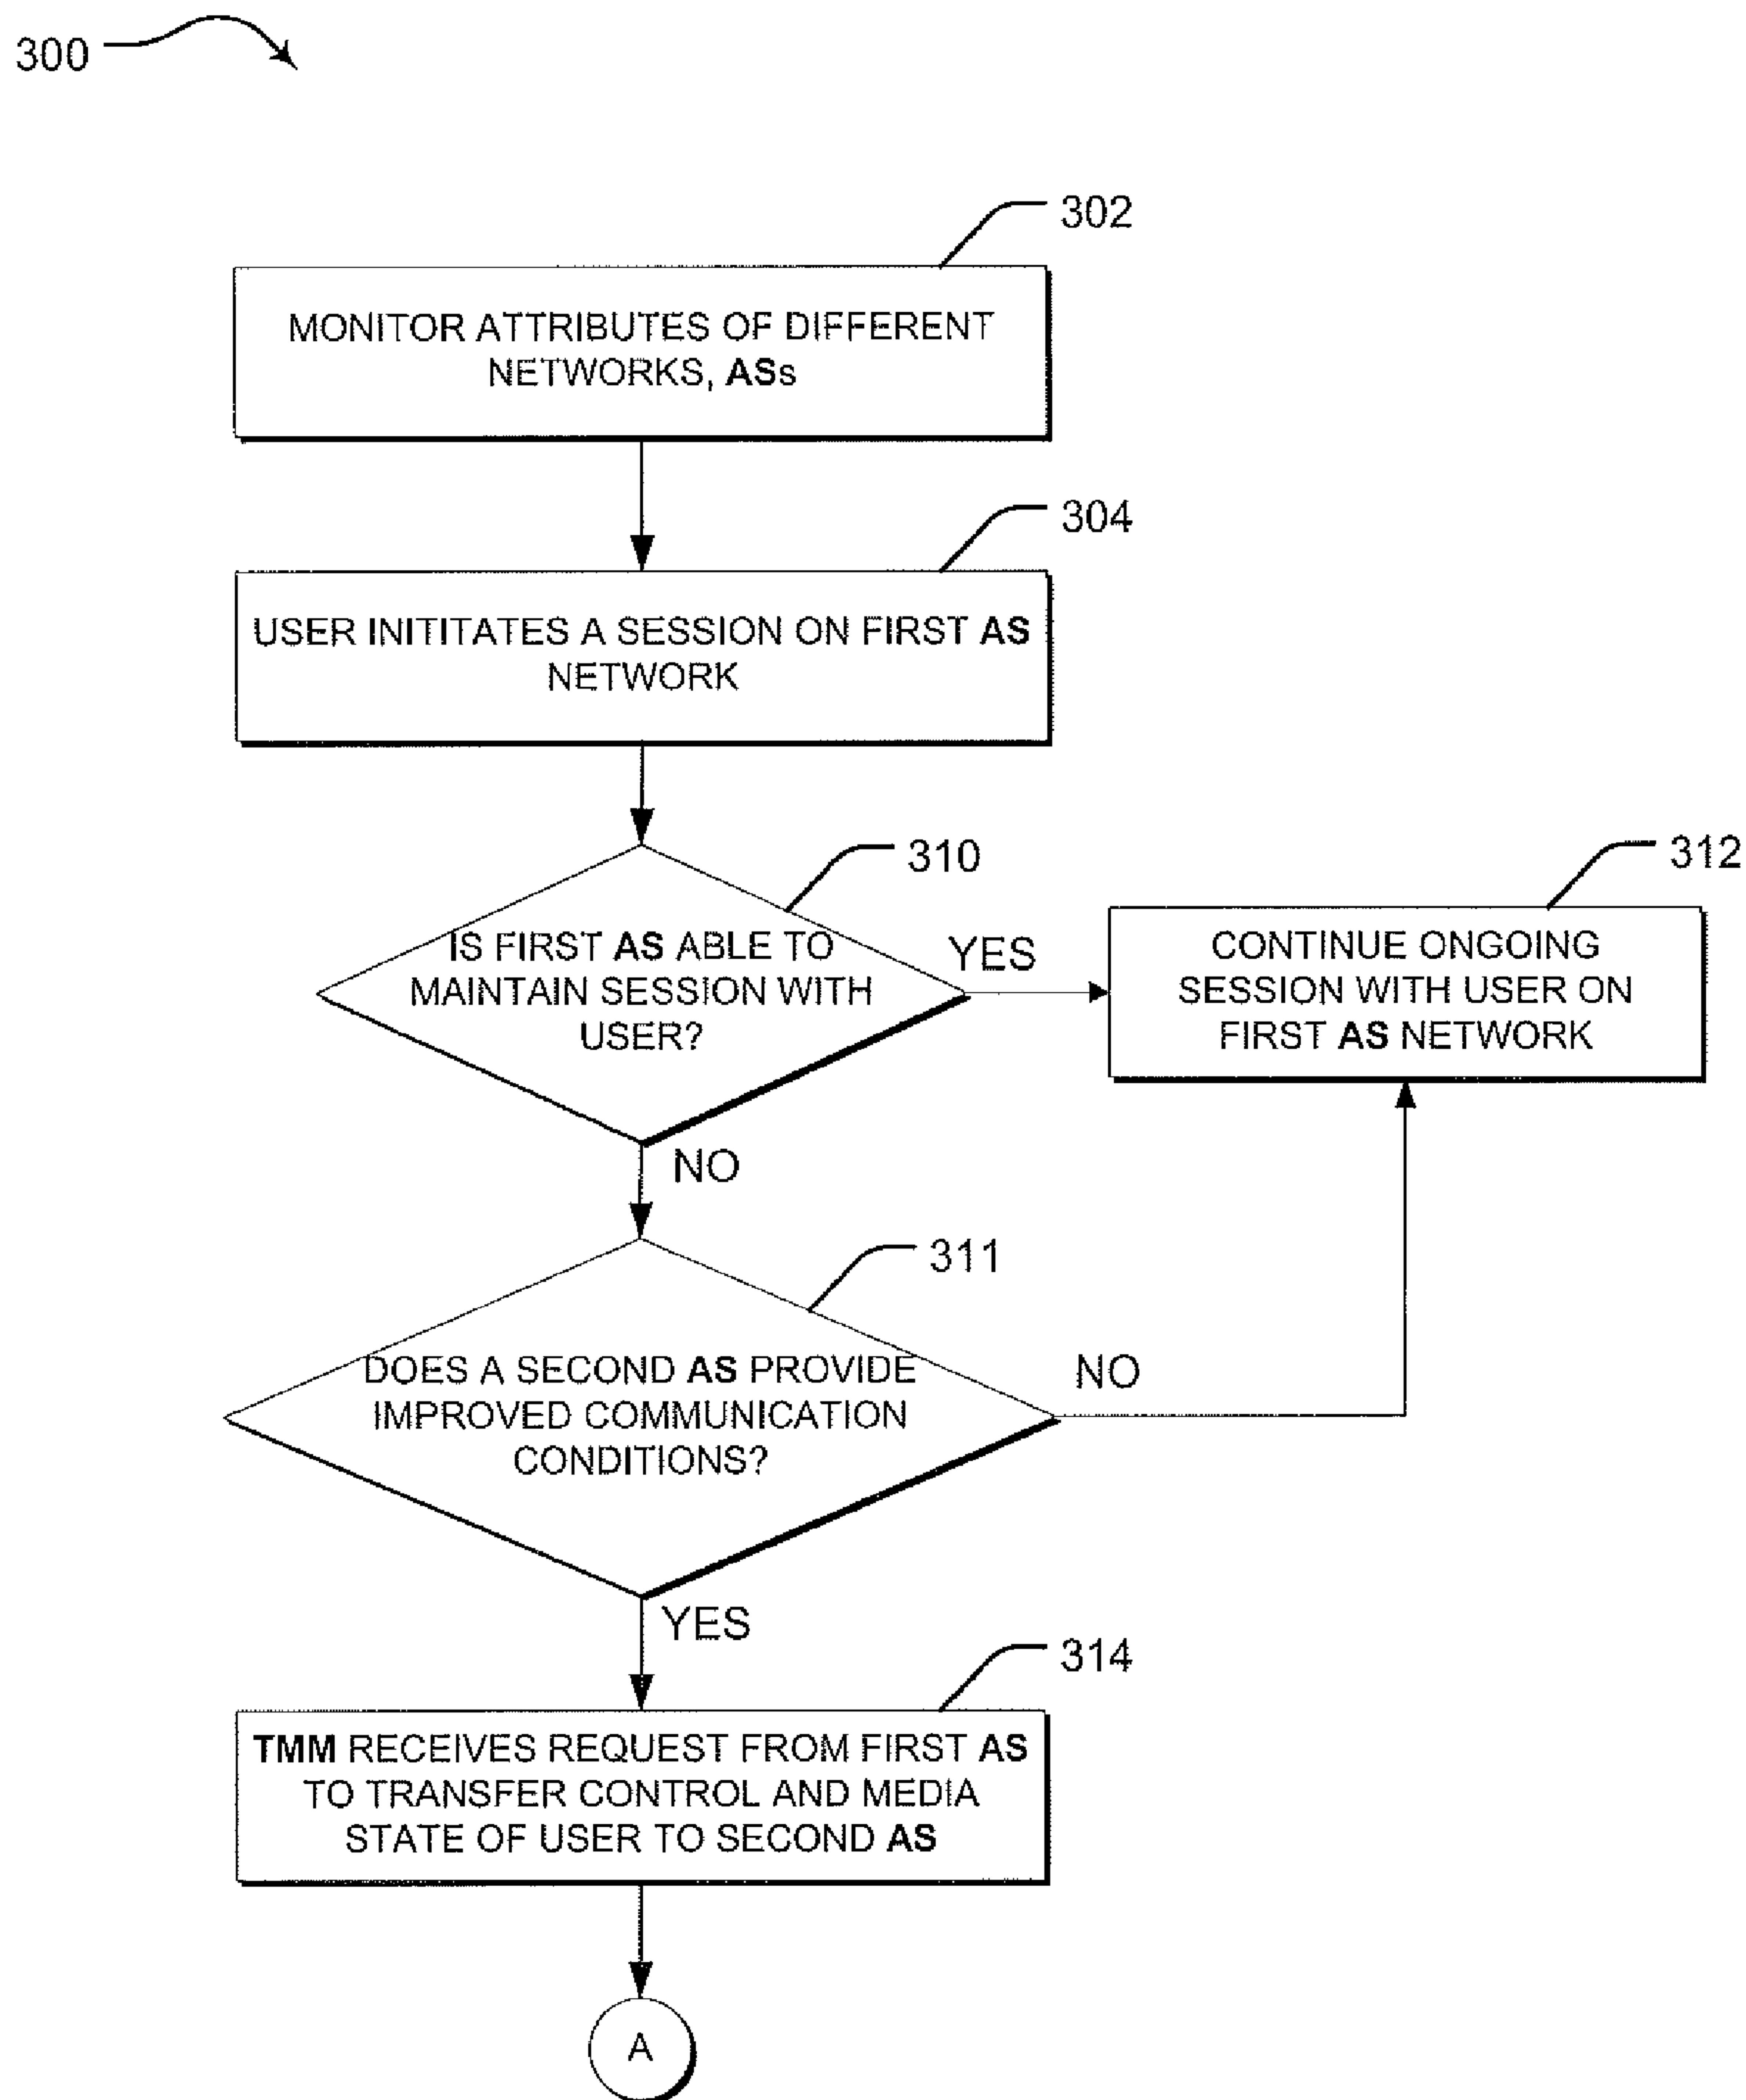 300
302
MONITOR ATTRIBUTES OF DIFFERENT
NETWORKS, ASs
304
USER INITITATES A SESSION ON FIRST AS
NETWORK
310
312
IS FIRST AS ABLE TO
MAINTAIN SESSION WITH
USER?
YES
CONTINUE ONGOING
SESSION WITH USER ON
FIRST AS NETWORK
NO
311
DOES A SECOND AS PROVIDE
IMPROVED COMMUNICATION
CONDITIONS?
NO
YES
314
TMM RECEIVES REQUEST FROM FIRST AS
TO TRANSFER CONTROL AND MEDIA
STATE OF USER TO SECOND AS
A